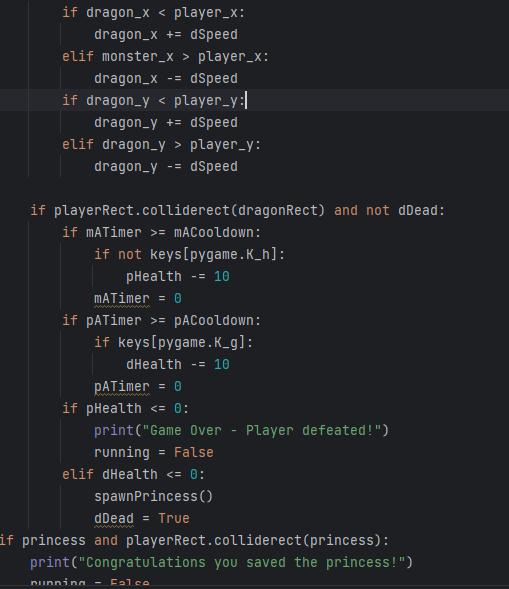 if dragon_x < player_x:
dragon_x += dSpeed
elif monster_x > player_x:
dragon_x -= dSpeed
if dragon_y < player_y:
dragon_y += dSpeed
elif dragon_y > player_y:
dragon_y -= dSpeed
if playerRect.colliderect(dragonRect) and not dDead:
if mATimer >= mACooldown:
if not keys[pygame.K_h]:
pHealth -= 10
mATimer = 0
if pATimer >= pACooldown:
if keys[pygame.K_g]:
dHealth -= 10
pATimer = 0
if pHealth <= 0:
print("Game Over - Player defeated!")
running = False
elif dHealth <= 0:
spawnPrincess()
dDead = True
if princess and playerRect.colliderect(princess):
print("Congratulations you saved the princess!")
running = False